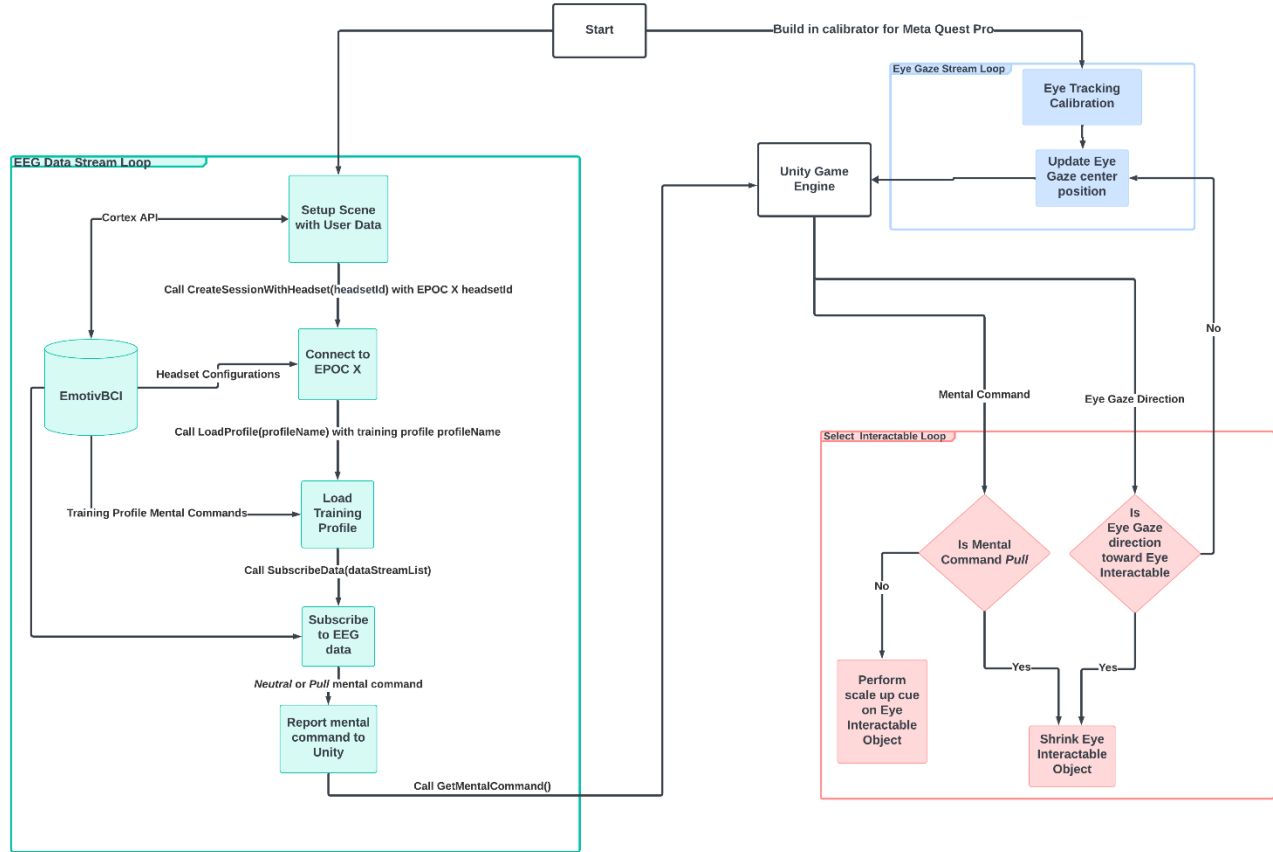 Start
Build in calibrator for Meta Quest Pro
Eye Gaze Stream Loop
Eye Tracking
Calibration
Update Eye
Gaze center
position
Unity Game
Engine
EEG Data Stream Loop
Setup Scene
with User Data
Cortex API
Call CreateSessionWithHeadset(headsetId) with EPOC X headsetId
Connect to
EPOC X
Headset Configurations
EmotivBCI
Call LoadProfile(profileName) with training profile profileName
Load
Training
Profile
Training Profile Mental Commands
Call SubscribeData(dataStreamList)
Subscribe
to EEG
data
Neutral or Pull mental command
Report mental
command to
Unity
Call GetMentalCommand()
No
Mental Command
Eye Gaze Direction
Select Interactable Loop
Is Mental
Command Pull
Is
Eye Gaze
direction
toward Eye
Interactable
No
Yes
Yes
Perform
scale up cue
on Eye
Interactable
Object
Shrink Eye
Interactable
Object